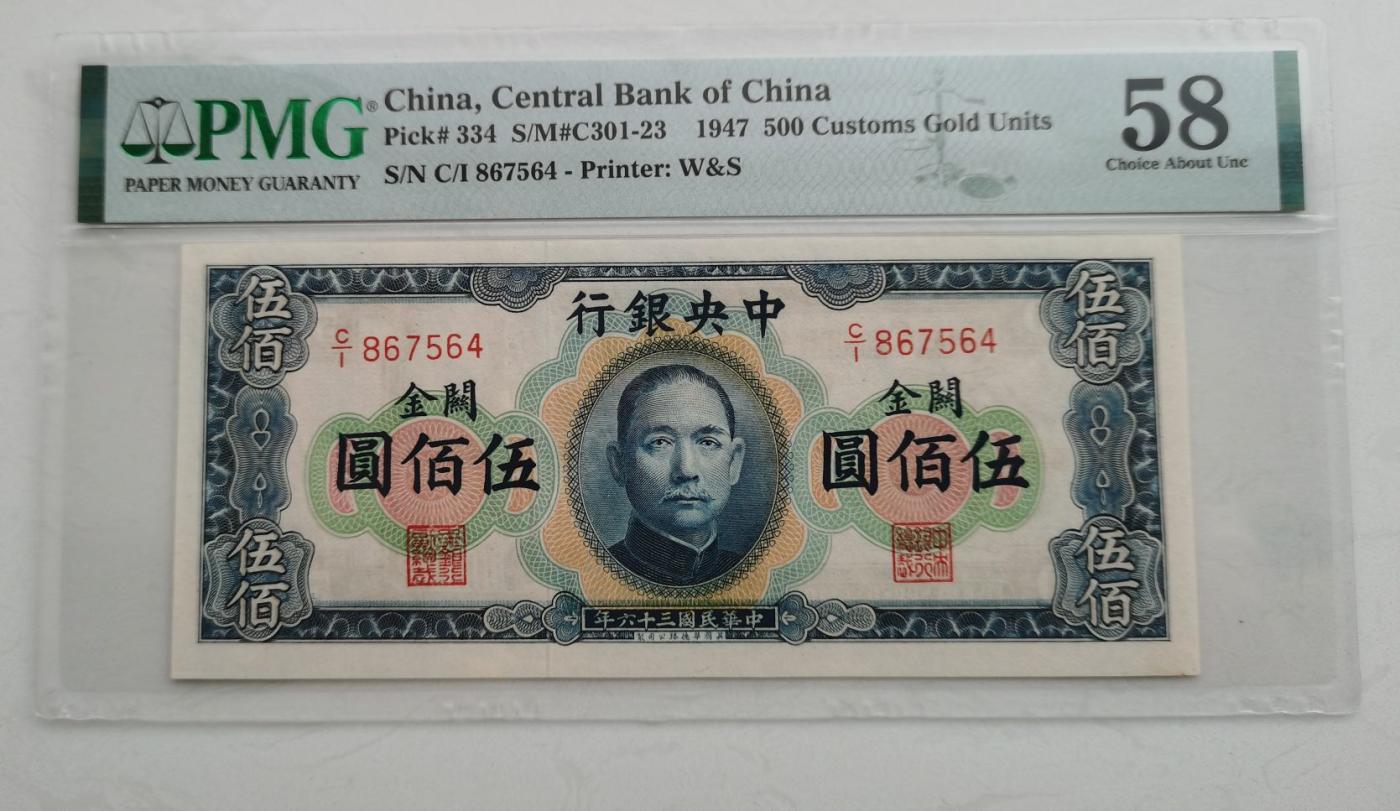 PMG®
PAPER MONEY GUARANTY
China, Central Bank of China
Pick# 334 S/M#C301-23 1947 500 Customs Gold Units
S/N C/I 867564 - Printer: W&S
58
Choice About Unc
行銀央中
伍佰
伍佰
C/I 867564
C/I 867564
金關
金關
圓佰伍
圓佰伍
伍佰
伍佰
年六十三國民華中